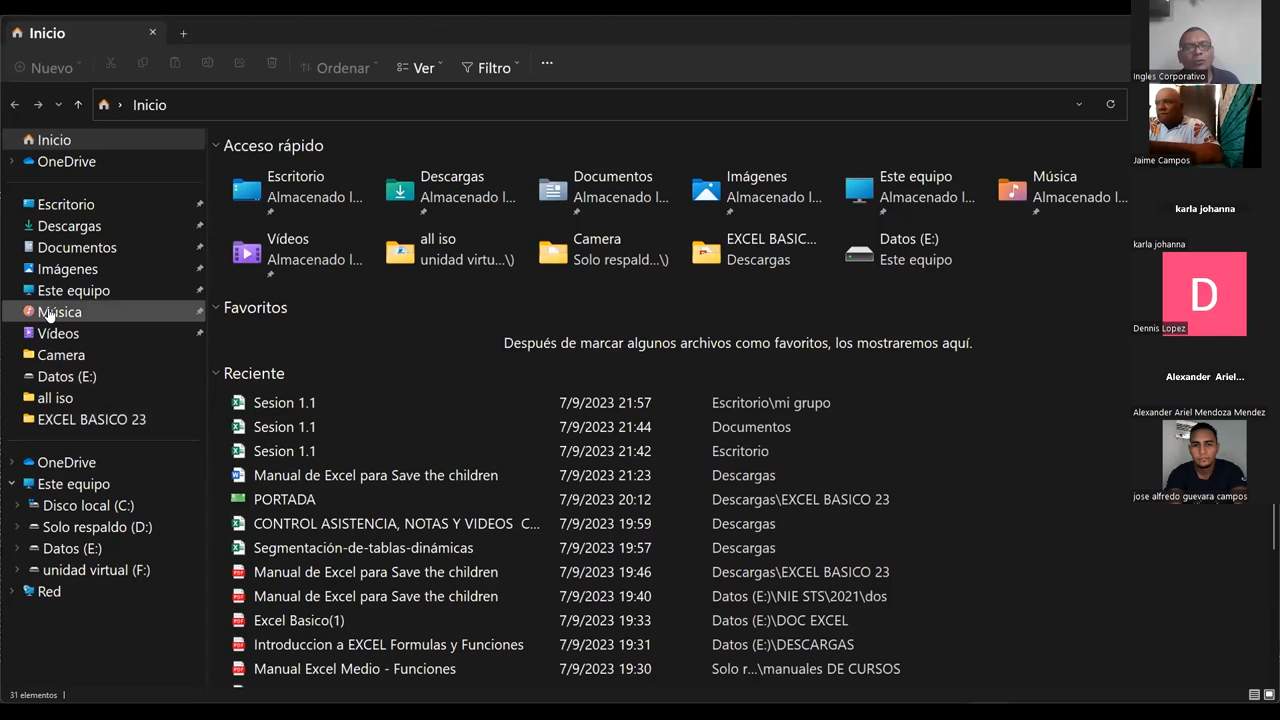 Inicio
Nuevo
Ordenar
Ver
Filtro
Inicio
Inicio
OneDrive
Escritorio
Descargas
Documentos
Imágenes
Este equipo
Música
Vídeos
Camera
Datos (E:)
all iso
EXCEL BASICO 23
OneDrive
Este equipo
Disco local (C:)
Solo respaldo (D:)
Datos (E:)
unidad virtual (F:)
Red
31 elementos
Acceso rápido
Escritorio
Almacenado l...
Descargas
Almacenado l...
Documentos
Almacenado l...
Imágenes
Almacenado l...
Este equipo
Almacenado l...
Música
Almacenado l...
Vídeos
Almacenado l...
all iso
unidad virtu...\)
Camera
Solo respald...\)
EXCEL BASIC...
Descargas
Datos (E:)
Este equipo
Favoritos
Después de marcar algunos archivos como favoritos, los mostraremos aquí.
Reciente
Sesion 1.1 7/9/2023 21:57 Escritorio\mi grupo
Sesion 1.1 7/9/2023 21:44 Documentos
Sesion 1.1 7/9/2023 21:42 Escritorio
Manual de Excel para Save the children 7/9/2023 21:23 Descargas
PORTADA 7/9/2023 20:12 Descargas\EXCEL BASICO 23
CONTROL ASISTENCIA, NOTAS Y VIDEOS C... 7/9/2023 19:59 Descargas
Segmentación-de-tablas-dinámicas 7/9/2023 19:57 Descargas
Manual de Excel para Save the children 7/9/2023 19:46 Descargas\EXCEL BASICO 23
Manual de Excel para Save the children 7/9/2023 19:40 Datos (E:)\NIE STS\2021\dos
Excel Basico(1) 7/9/2023 19:33 Datos (E:)\DOC EXCEL
Introduccion a EXCEL Formulas y Funciones 7/9/2023 19:31 Datos (E:)\DESCARGAS
Manual Excel Medio - Funciones 7/9/2023 19:30 Solo r...\manuales DE CURSOS
Ingles Corporativo
Jaime Campos
karla johanna
karla johanna
D
Dennis Lopez
Alexander Ariel...
Alexander Ariel Mendoza Mendez
jose alfredo guevara campos